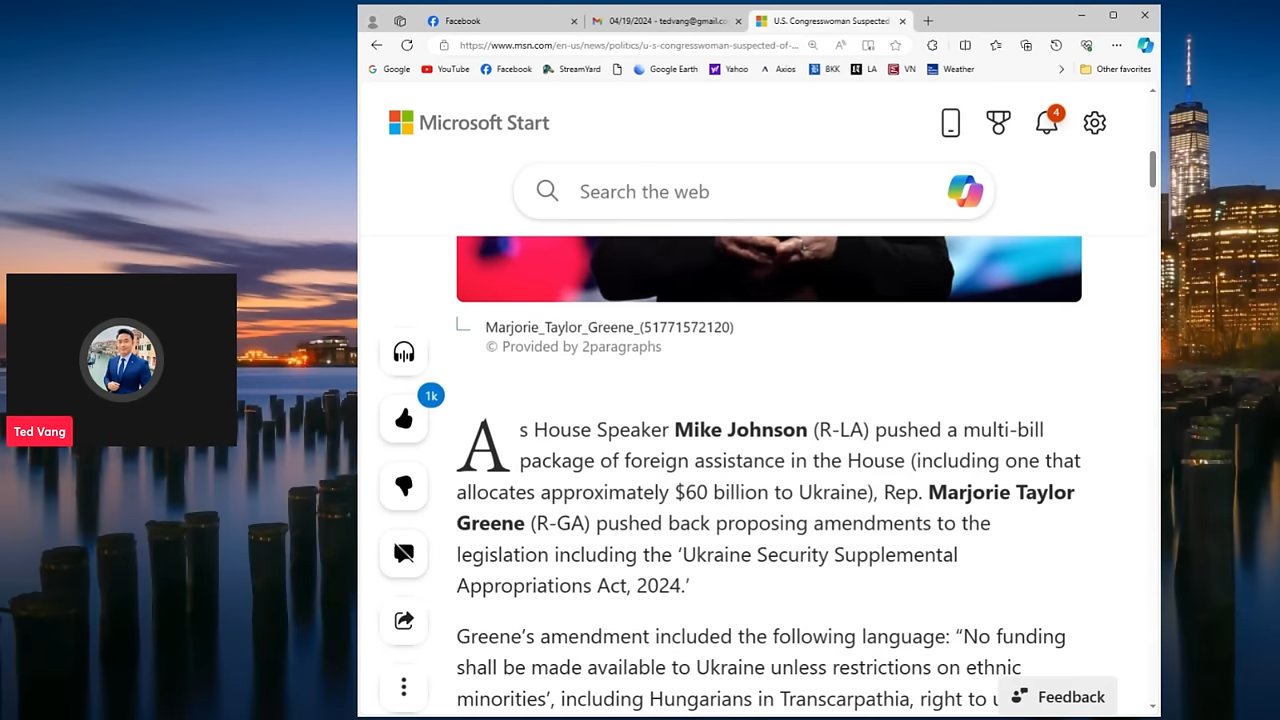 Facebook
04/19/2024 - tedvang@gmail.co
U.S. Congresswoman Suspected
https://www.msn.com/en-us/news/politics/u-s-congresswoman-suspected-of-...
Google
YouTube
Facebook
StreamYard
Google Earth
Yahoo
Axios
BKK
LA
VN
Weather
Other favorites
Microsoft Start
4
Search the web
Marjorie_Taylor_Greene_(51771572120)
© Provided by 2paragraphs
1k
As House Speaker Mike Johnson (R-LA) pushed a multi-bill
package of foreign assistance in the House (including one that
allocates approximately $60 billion to Ukraine), Rep. Marjorie Taylor
Greene (R-GA) pushed back proposing amendments to the
legislation including the ‘Ukraine Security Supplemental
Appropriations Act, 2024.’
Greene’s amendment included the following language: “No funding
shall be made available to Ukraine unless restrictions on ethnic
minorities’, including Hungarians in Transcarpathia, right to
Feedback
Ted Vang